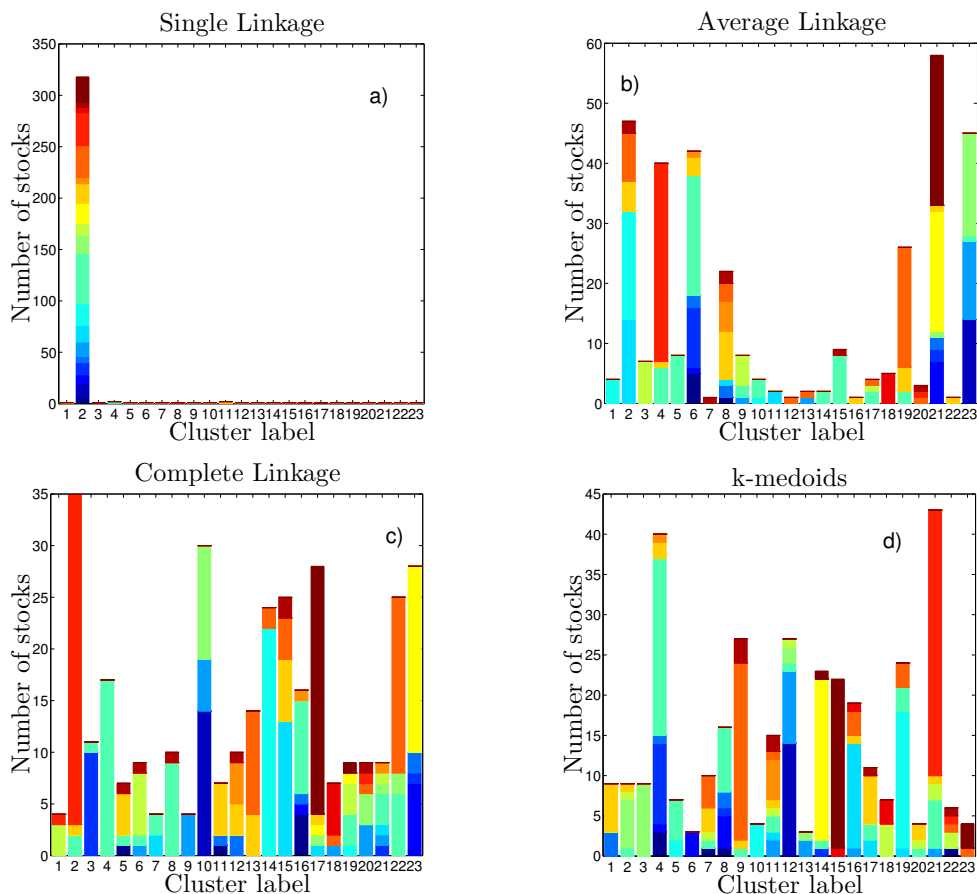 Single Linkage
350
300
250
200
150
100
50
0
Number of stocks
a)
1 2 3 4 5 6 7 8 9 10 11 12 13 14 15 16 17 18 19 20 21 22 23
Cluster label
Average Linkage
60
50
40
30
20
10
0
Number of stocks
b)
1 2 3 4 5 6 7 8 9 10 11 12 13 14 15 16 17 18 19 20 21 22 23
Cluster label
Complete Linkage
35
30
25
20
15
10
5
0
Number of stocks
c)
1 2 3 4 5 6 7 8 9 10 11 12 13 14 15 16 17 18 19 20 21 22 23
Cluster label
k-medoids
45
40
35
30
25
20
15
10
5
0
Number of stocks
d)
1 2 3 4 5 6 7 8 9 10 11 12 13 14 15 16 17 18 19 20 21 22 23
Cluster label